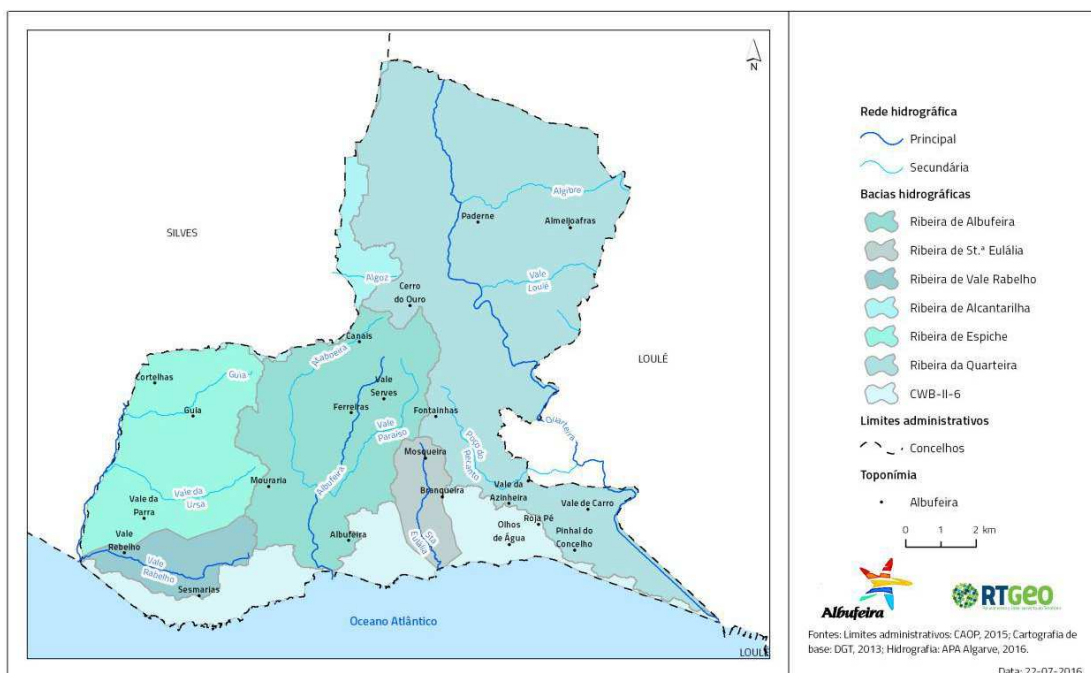 N
SILVES
Algibre
Paderne
Almeijoafras
Algoz
Vale
Loulé
Cerro
do Ouro
Canais
Ataboeira
LOULÉ
Cortelhas
Guia
Guia
Vale
Serves
Ferreiras
Fontainhas
Vale
Paraíso
Quarteira
Poço do
Recanto
Mosqueira
Mouraria
Albufeira
Branqueira
Vale da
Azinheira
Vale de Carro
Vale da
Ursa
Vale da
Parra
Roja Pé
Olhos
de Água
Pinhal do
Concelho
Albufeira
Sta
Eulália
Vale
Rabelho
Vale
Rabelho
Sesmarias
Oceano Atlântico
LOULÉ
Rede hidrográfica
Principal
Secundária
Bacias hidrográficas
Ribeira de Albufeira
Ribeira de St.ª Eulália
Ribeira de Vale Rabelho
Ribeira de Alcantarilha
Ribeira de Espiche
Ribeira da Quarteira
CWB-II-6
Limites administrativos
Concelhos
Toponímia
Albufeira
0 1 2 km
Albufeira
RTGEO
Fontes: Limites administrativos: CAOP, 2015; Cartografia de
base: DGT, 2013; Hidrografia: APA Algarve, 2016.
Data: 22-07-2016